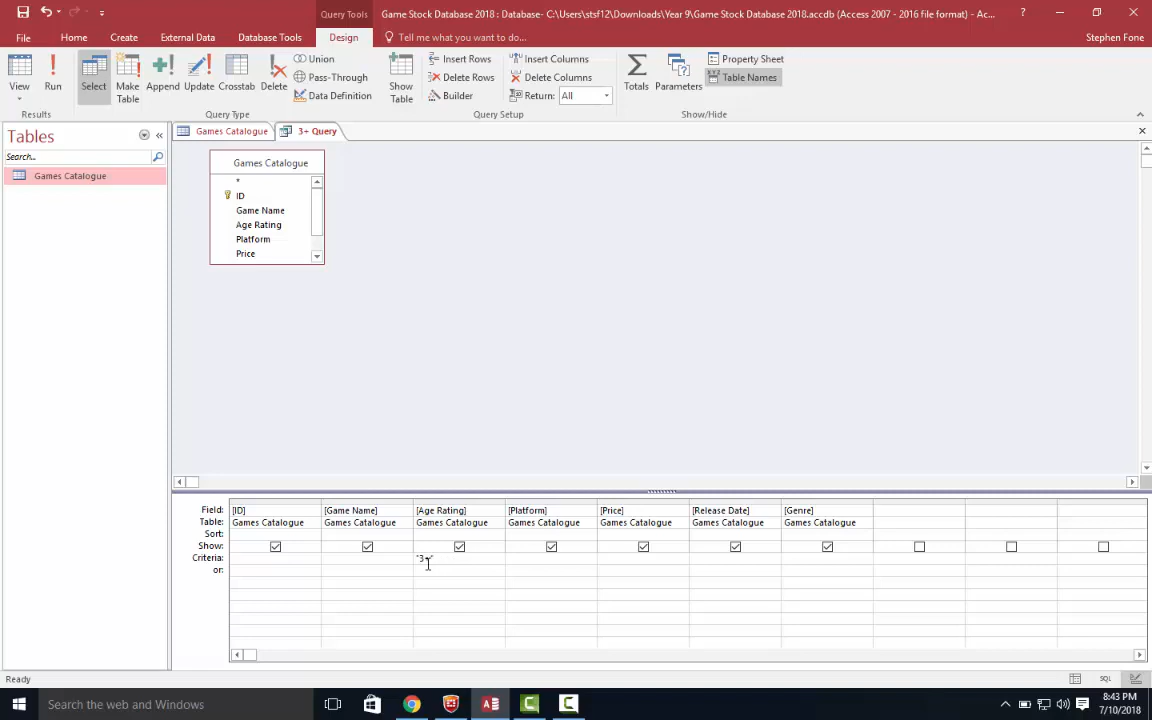 Query Tools
Game Stock Database 2018 : Database- C:\Users\stsf12\Downloads\Year 9\Game Stock Database 2018.accdb (Access 2007 - 2016 file format) - Ac...
?
File Home Create External Data Database Tools Design Tell me what you want to do... Stephen Fone
View Run Select Make Table Append Update Crosstab Delete
Union
Pass-Through
Data Definition
Show Table
Insert Rows
Delete Rows
Builder
Insert Columns
Delete Columns
Return: All
Totals Parameters
Property Sheet
Table Names
Results Query Type Query Setup Show/Hide
Tables
Search...
Games Catalogue
Games Catalogue 3+ Query
Games Catalogue
*
ID
Game Name
Age Rating
Platform
Price
Field: [ID] [Game Name] [Age Rating] [Platform] [Price] [Release Date] [Genre]
Table: Games Catalogue Games Catalogue Games Catalogue Games Catalogue Games Catalogue Games Catalogue Games Catalogue
Sort:
Show:
Criteria: "3+"
or:
Ready
SQL
Search the web and Windows
8:43 PM
7/10/2018